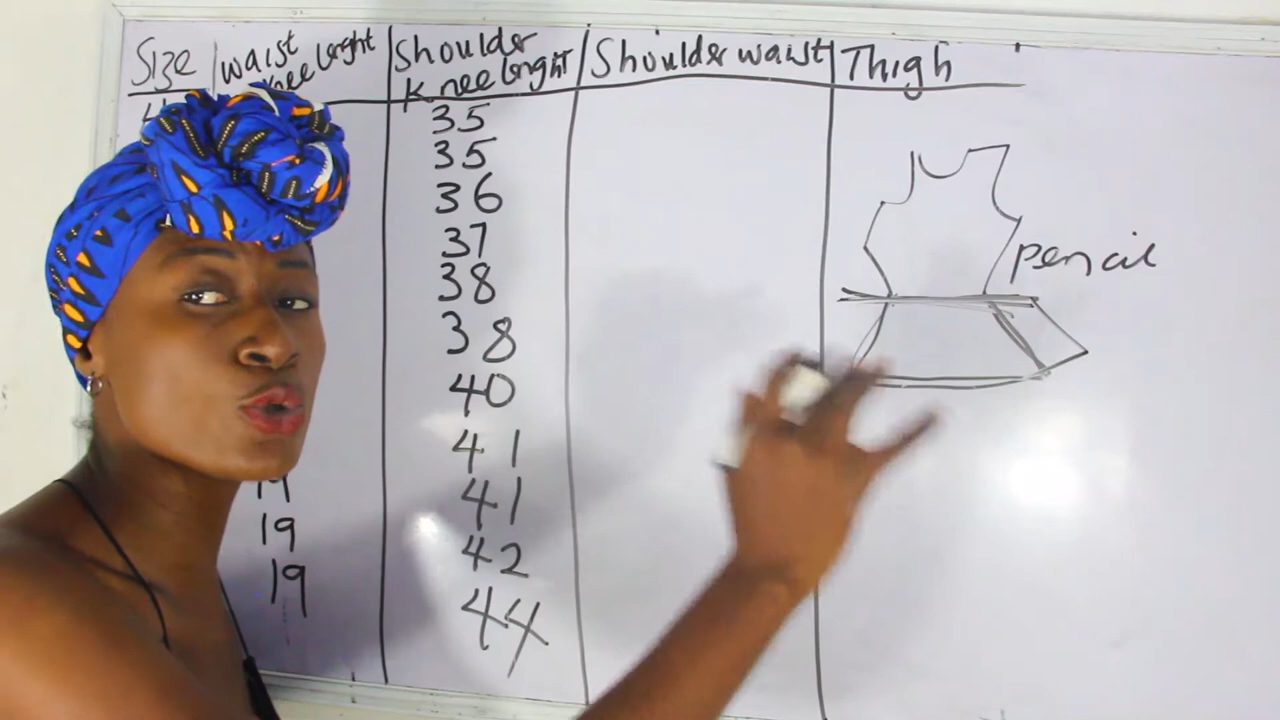 Size
waist
knee lenght
Shoulder
knee lenght
Shoulder waist
Thigh
35
35
36
37
38
38
40
41
41
42
44
19
19
pencil